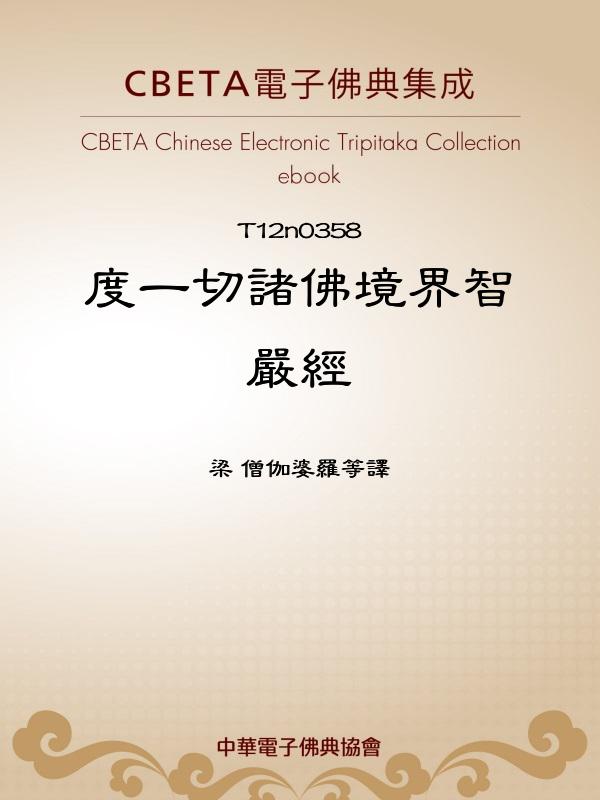 CBETA電子佛典集成
CBETA Chinese Electronic Tripitaka Collection
ebook
T12n0358
度一切諸佛境界智
嚴經
梁 僧伽婆羅等譯
中華電子佛典協會